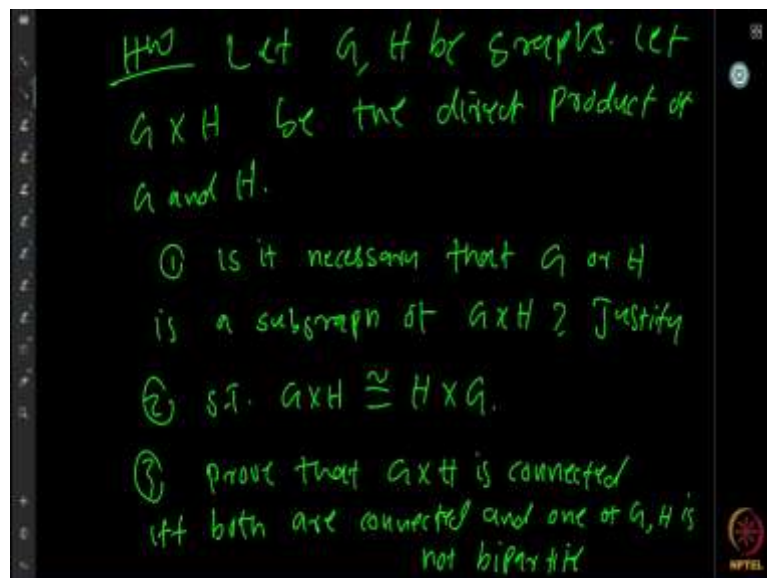 HW Let G, H be graphs. Let
G X H be the direct product of
G and H.
① is it necessary that G or H
is a subgraph of G x H ? Justify
② S.T. G x H ≅ H x G.
③ prove that G x H is connected
iff both are connected and one of G, H is
not bipartite
NPTEL